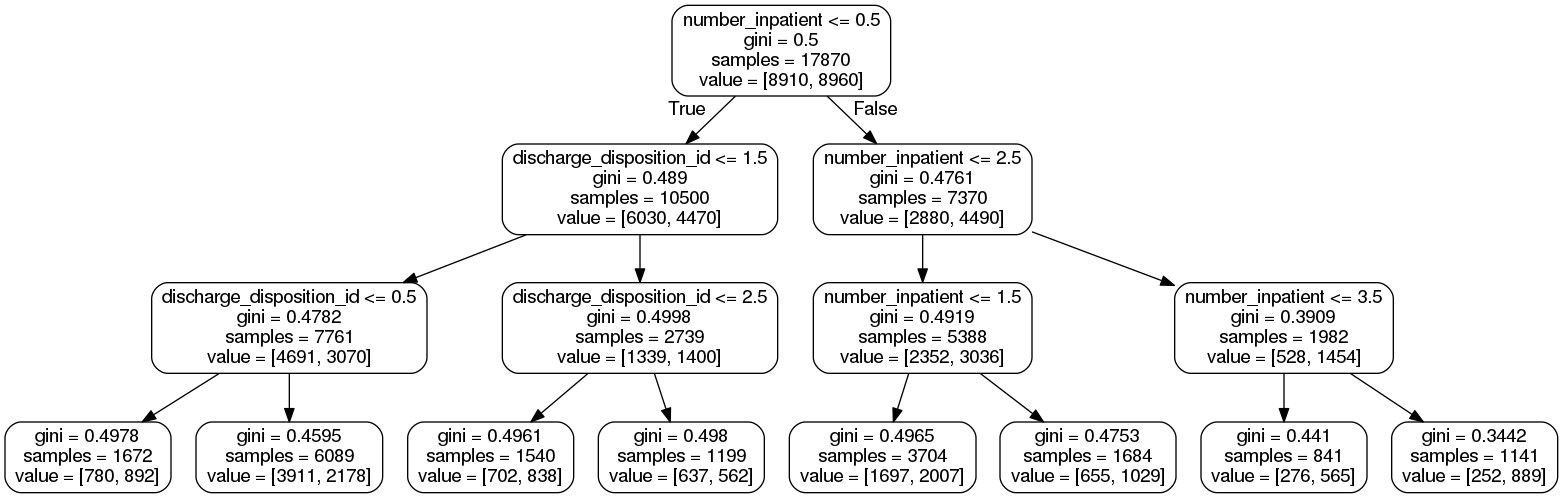 number_inpatient <= 0.5
gini = 0.5
samples = 17870
value = [8910, 8960]
True
False
discharge_disposition_id <= 1.5
gini = 0.489
samples = 10500
value = [6030, 4470]
number_inpatient <= 2.5
gini = 0.4761
samples = 7370
value = [2880, 4490]
discharge_disposition_id <= 0.5
gini = 0.4782
samples = 7761
value = [4691, 3070]
discharge_disposition_id <= 2.5
gini = 0.4998
samples = 2739
value = [1339, 1400]
number_inpatient <= 1.5
gini = 0.4919
samples = 5388
value = [2352, 3036]
number_inpatient <= 3.5
gini = 0.3909
samples = 1982
value = [528, 1454]
gini = 0.4978
samples = 1672
value = [780, 892]
gini = 0.4595
samples = 6089
value = [3911, 2178]
gini = 0.4961
samples = 1540
value = [702, 838]
gini = 0.498
samples = 1199
value = [637, 562]
gini = 0.4965
samples = 3704
value = [1697, 2007]
gini = 0.4753
samples = 1684
value = [655, 1029]
gini = 0.441
samples = 841
value = [276, 565]
gini = 0.3442
samples = 1141
value = [252, 889]